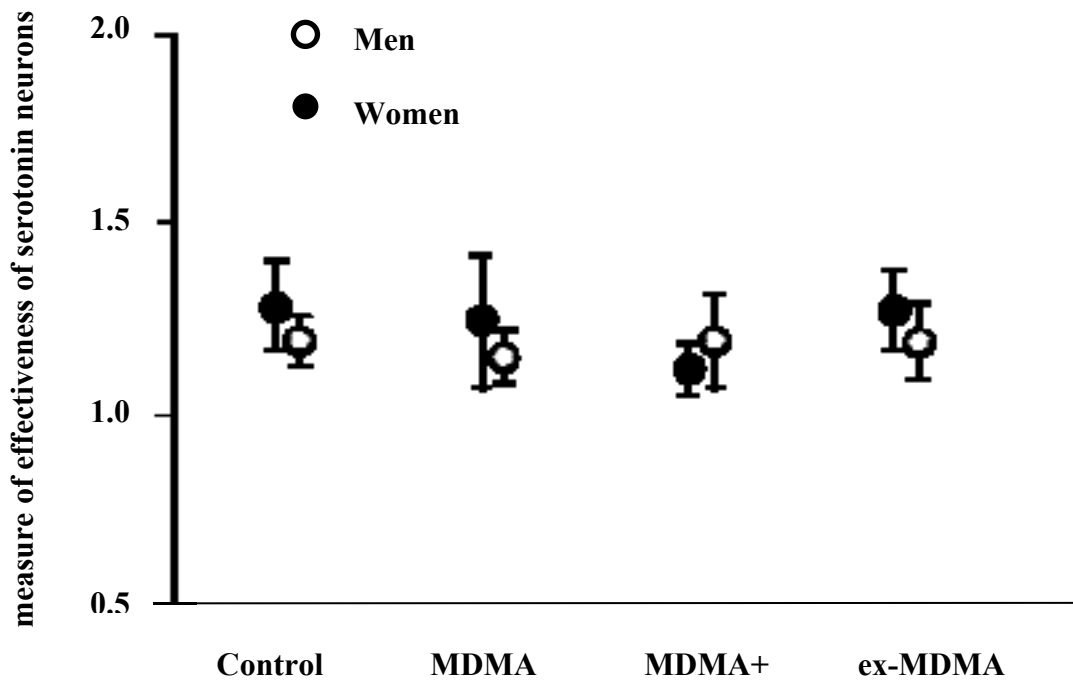 measure of effectiveness of serotonin neurons
2.0
1.5
1.0
0.5
Men
Women
Control MDMA MDMA+ ex-MDMA